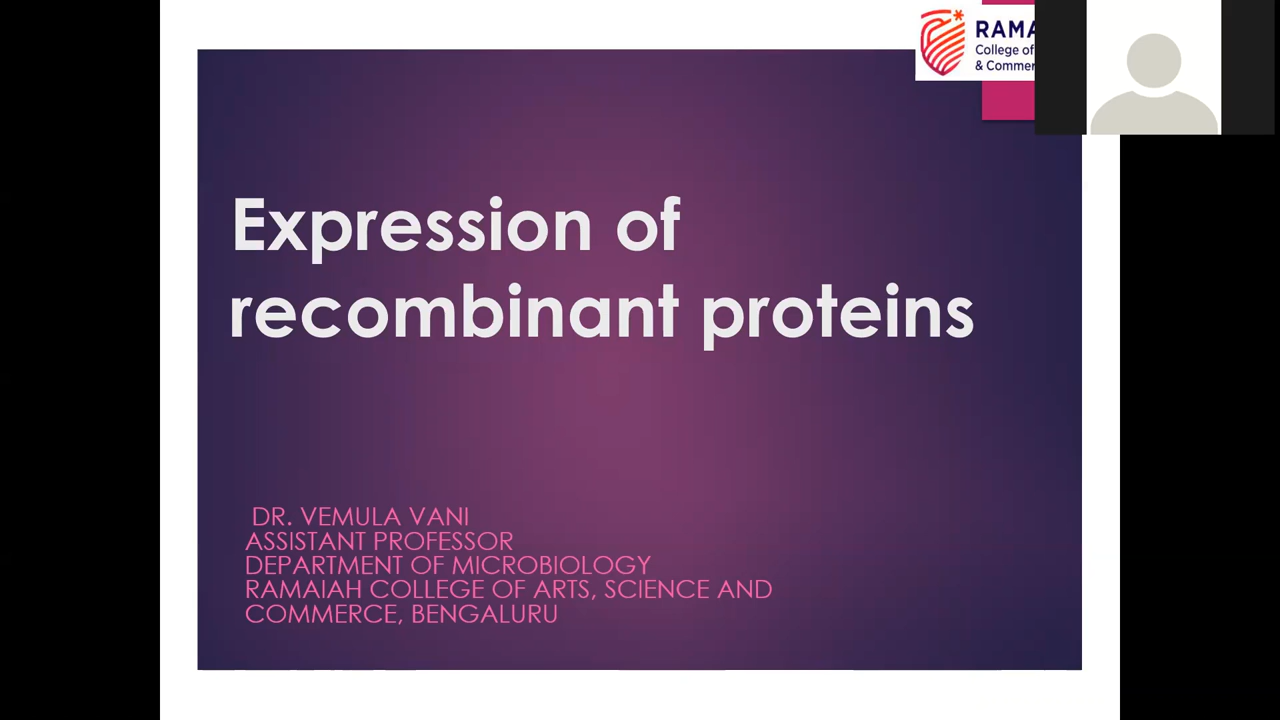 College of
& Commer
Expression of
recombinant proteins
DR. VEMULA VANI
ASSISTANT PROFESSOR
DEPARTMENT OF MICROBIOLOGY
RAMAIAH COLLEGE OF ARTS, SCIENCE AND
COMMERCE, BENGALURU